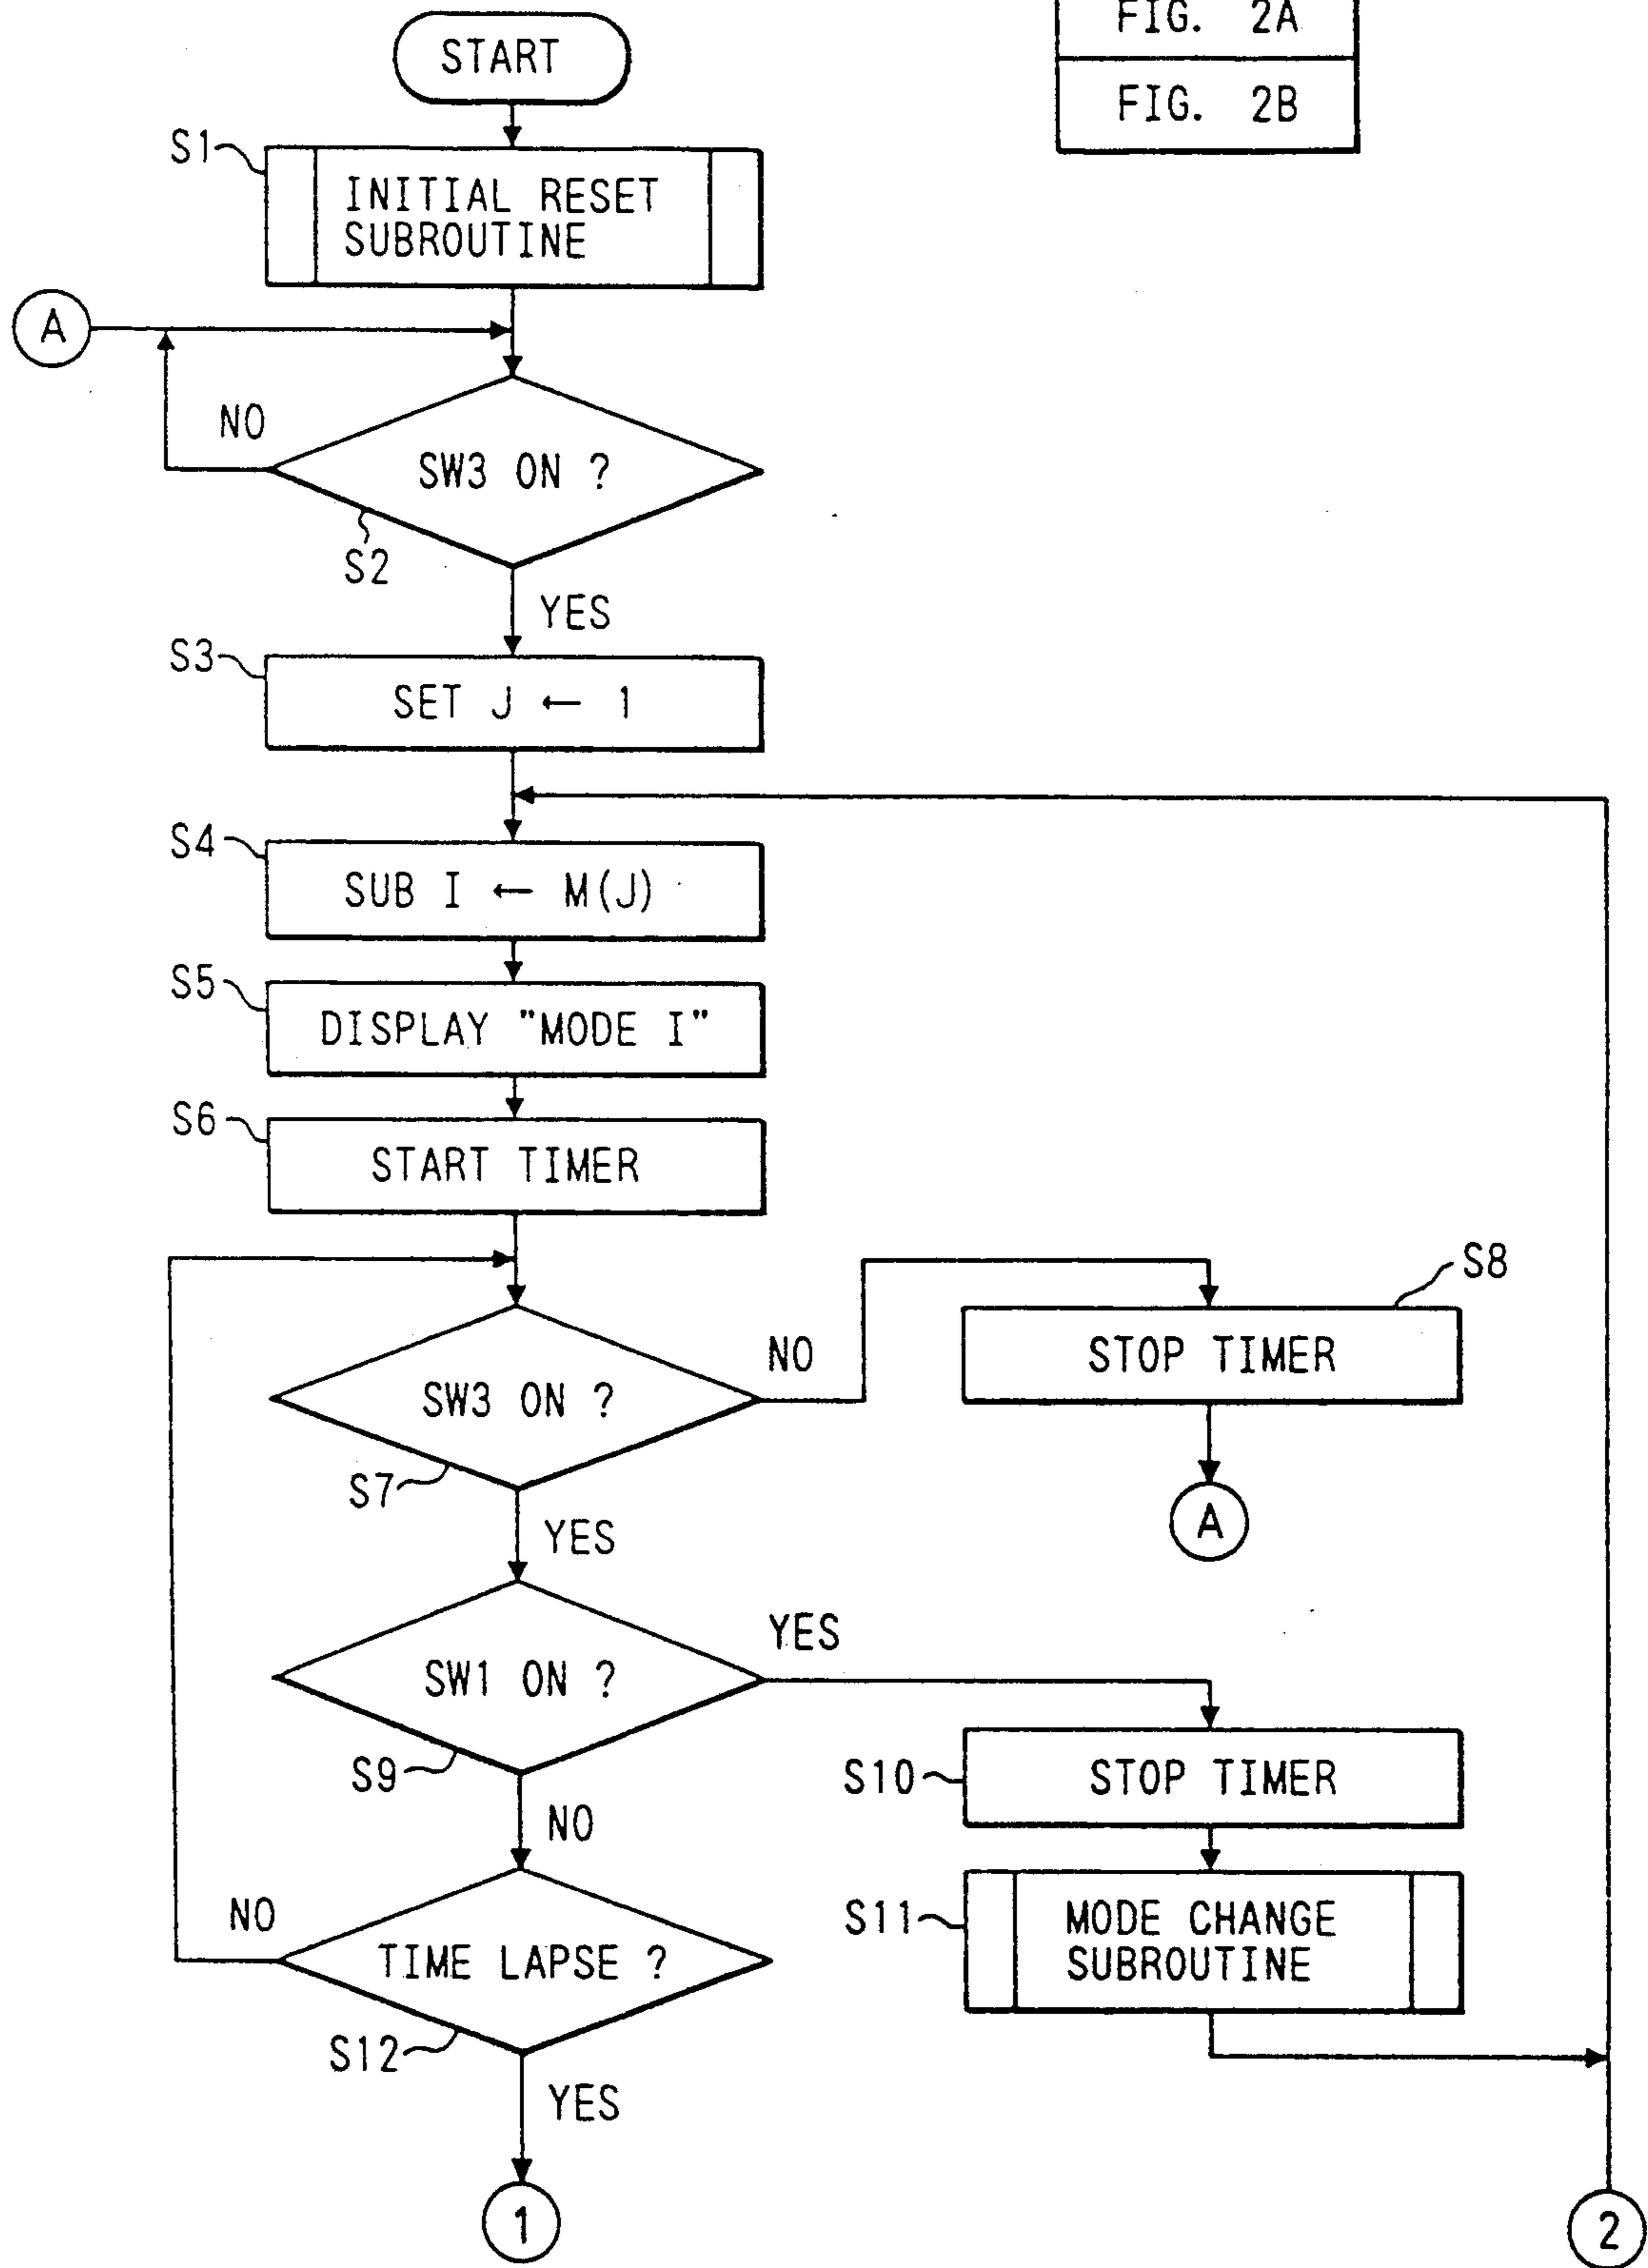 FIG. 2A
FIG. 2B
START
S1
INITIAL RESET
SUBROUTINE
A
NO
SW3 ON ?
S2
YES
S3
SET J ← 1
S4
SUB I ← M(J)
S5
DISPLAY "MODE I"
S6
START TIMER
S8
NO
STOP TIMER
SW3 ON ?
S7
A
YES
YES
SW1 ON ?
S9
S10
STOP TIMER
NO
NO
S11
MODE CHANGE
SUBROUTINE
TIME LAPSE ?
S12
YES
1
2